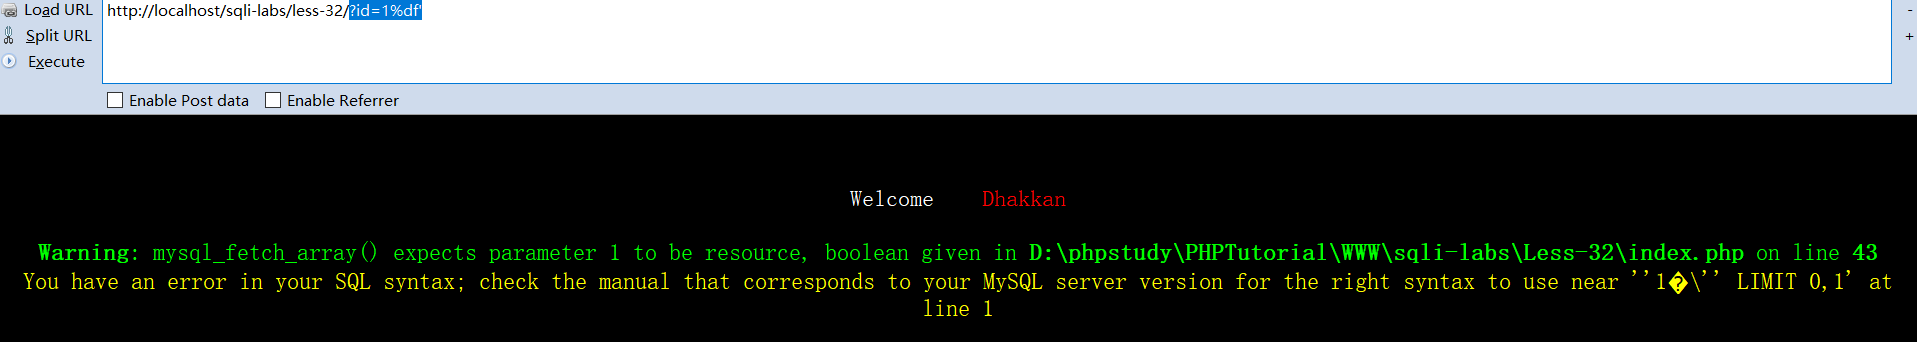 Load URL http://localhost/sqli-labs/less-32/?id=1%df'
Split URL
Execute
Enable Post data Enable Referrer
- 
+
Welcome Dhakkan
Warning: mysql_fetch_array() expects parameter 1 to be resource, boolean given in D:\phpstudy\PHPTutorial\WWW\sqli-labs\Less-32\index.php on line 43
You have an error in your SQL syntax; check the manual that corresponds to your MySQL server version for the right syntax to use near ''1�\'' LIMIT 0,1' at
line 1